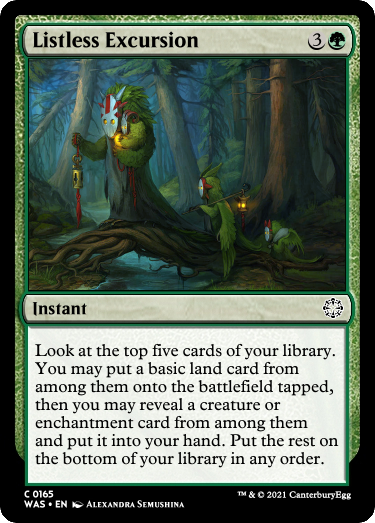 Listless Excursion 3
Instant
Look at the top five cards of your library.
You may put a basic land card from
among them onto the battlefield tapped,
then you may reveal a creature or
enchantment card from among them
and put it into your hand. Put the rest on
the bottom of your library in any order.
C 0165
WAS • EN Alexandra Semushina
™ & © 2021 CanterburyEgg